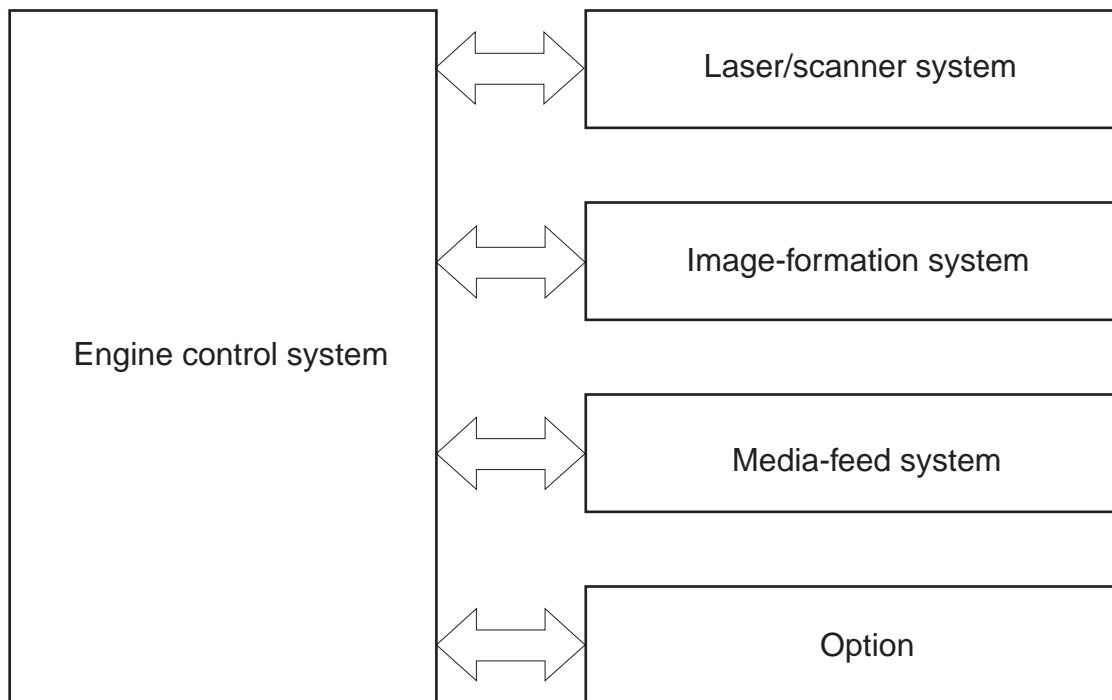 Engine control system
Laser/scanner system
Image-formation system
Media-feed system
Option